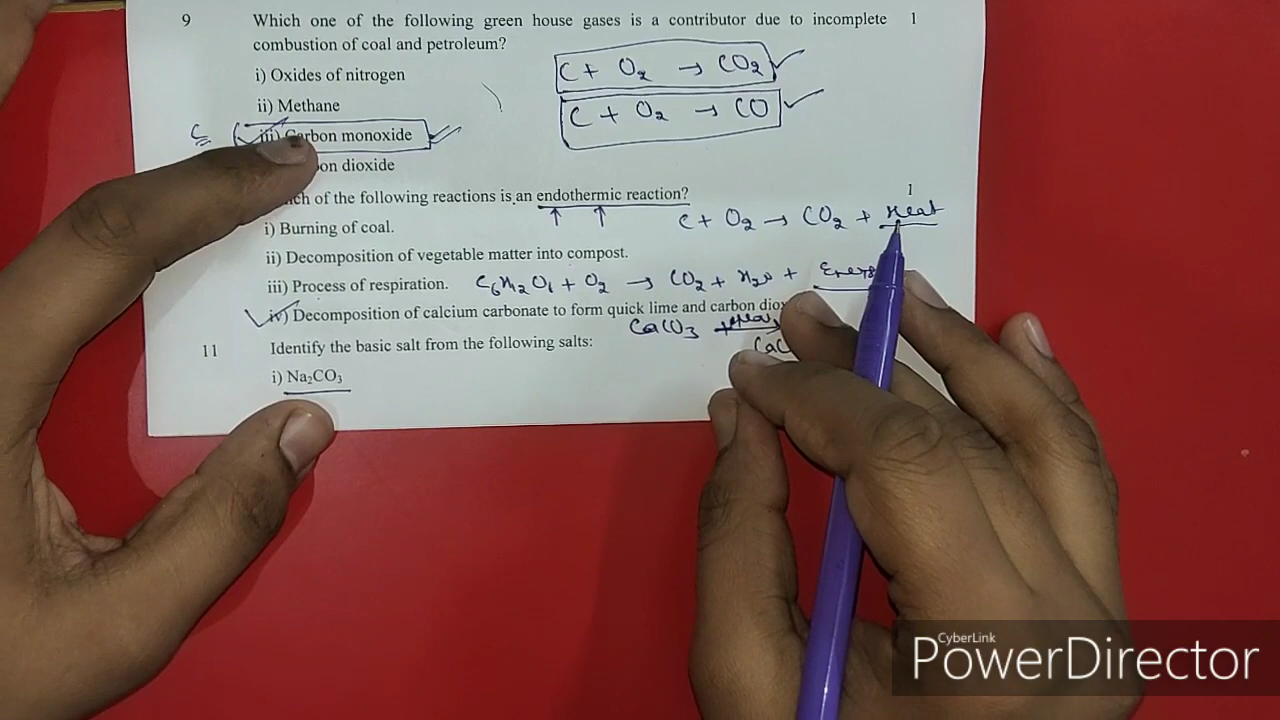 9 Which one of the following green house gases is a contributor due to incomplete 1
combustion of coal and petroleum?
C + O₂ → CO₂
i) Oxides of nitrogen
ii) Methane
C + O₂ → CO
C iii) Carbon monoxide
on dioxide
of the following reactions is an endothermic reaction? 1
C + O₂ → CO₂ + Heat
i) Burning of coal.
ii) Decomposition of vegetable matter into compost.
iii) Process of respiration. + O₂ → CO₂ + H₂O +
iv) Decomposition of calcium carbonate to form quick lime and carbon
CaCO₃
11 Identify the basic salt from the following salts:
i) Na₂CO₃
CyberLink
PowerDirector